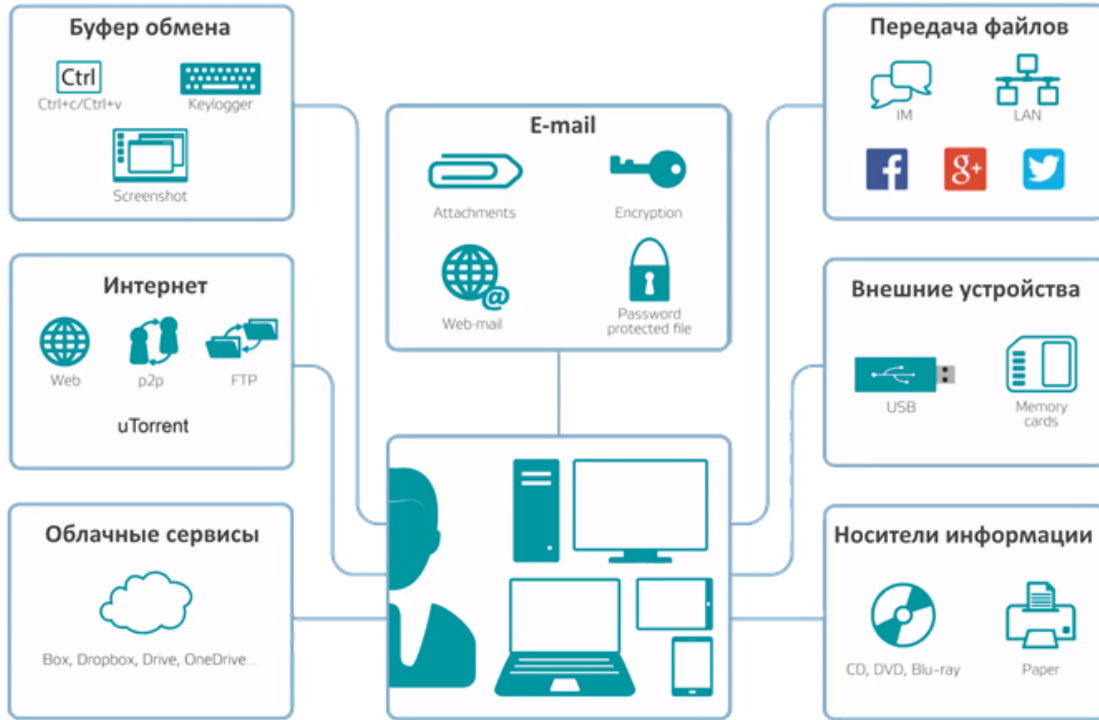 Буфер обмена
Ctrl
Ctrl+c/Ctrl+v
Keylogger
Screenshot
E-mail
Attachments
Encryption
@
Web-mail
Password
protected file
Передача файлов
IM
LAN
f
g+
Интернет
Web
p2p
FTP
uTorrent
Внешние устройства
USB
Memory
cards
Облачные сервисы
Box, Dropbox, Drive, OneDrive...
Носители информации
CD, DVD, Blu-ray
Paper